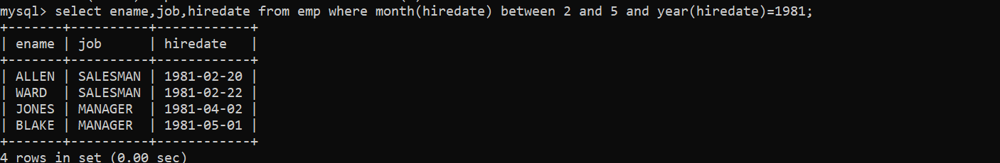 mysql> select ename,job,hiredate from emp where month(hiredate) between 2 and 5 and year(hiredate)=1981;
+-------+----------+------------+
| ename | job      | hiredate   |
+-------+----------+------------+
| ALLEN | SALESMAN | 1981-02-20 |
| WARD  | SALESMAN | 1981-02-22 |
| JONES | MANAGER  | 1981-04-02 |
| BLAKE | MANAGER  | 1981-05-01 |
+-------+----------+------------+
4 rows in set (0.00 sec)